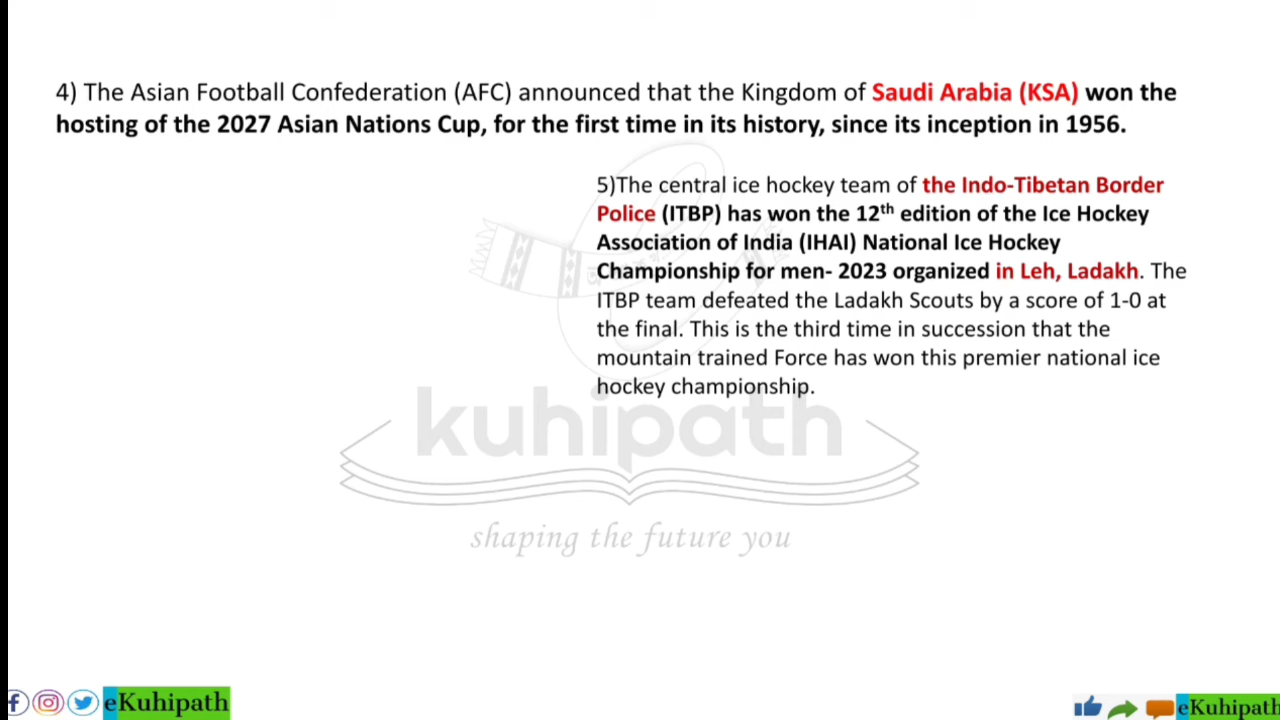 4) The Asian Football Confederation (AFC) announced that the Kingdom of Saudi Arabia (KSA) won the
hosting of the 2027 Asian Nations Cup, for the first time in its history, since its inception in 1956.
5)The central ice hockey team of the Indo-Tibetan Border
Police (ITBP) has won the 12th edition of the Ice Hockey
Association of India (IHAI) National Ice Hockey
Championship for men- 2023 organized in Leh, Ladakh. The
ITBP team defeated the Ladakh Scouts by a score of 1-0 at
the final. This is the third time in succession that the
mountain trained Force has won this premier national ice
hockey championship.
kuhipath
shaping the future you
eKuhipath
eKuhipath